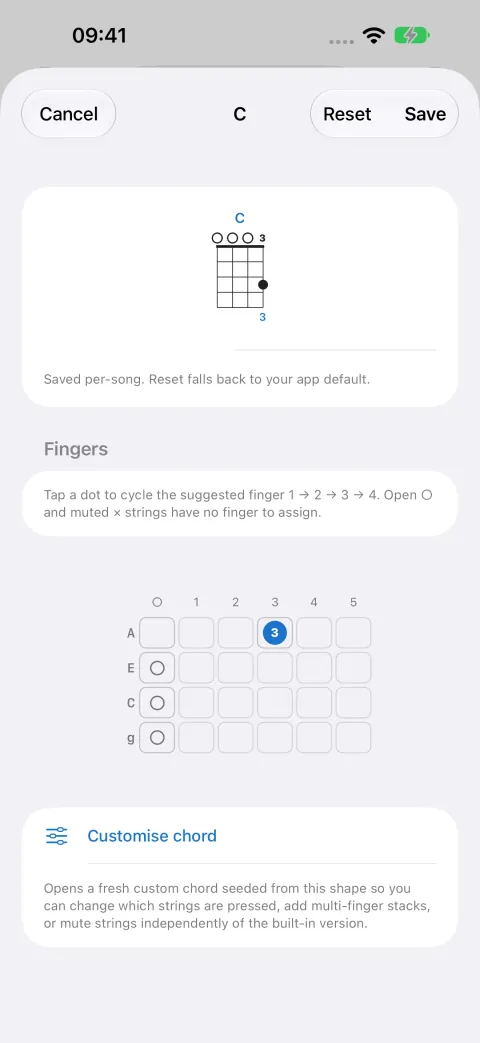 09:41
Cancel
C
Reset
Save
C
3
3
Saved per-song. Reset falls back to your app default.
Fingers
Tap a dot to cycle the suggested finger 1 → 2 → 3 → 4. Open ○
and muted × strings have no finger to assign.
○ 1 2 3 4 5
A 3
E
C
g
Customise chord
Opens a fresh custom chord seeded from this shape so you
can change which strings are pressed, add multi-finger stacks,
or mute strings independently of the built-in version.